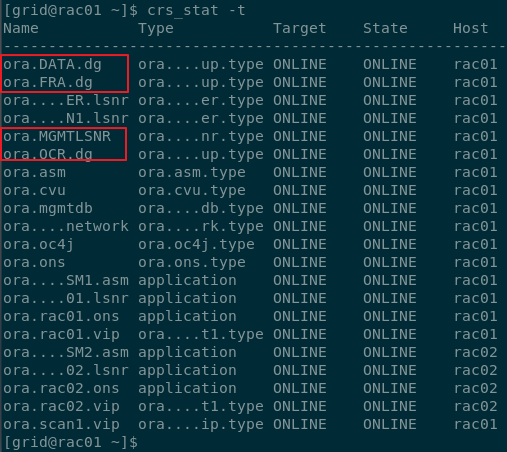 [grid@rac01 ~]$ crs_stat -t
Name           Type           Target    State     Host
------------------------------------------------------------
ora.DATA.dg    ora....up.type ONLINE    ONLINE    rac01
ora.FRA.dg     ora....up.type ONLINE    ONLINE    rac01
ora....ER.lsnr ora....er.type ONLINE    ONLINE    rac01
ora....N1.lsnr ora....er.type ONLINE    ONLINE    rac01
ora.MGMTLSNR   ora....nr.type ONLINE    ONLINE    rac01
ora.OCR.dg     ora....up.type ONLINE    ONLINE    rac01
ora.asm        ora.asm.type   ONLINE    ONLINE    rac01
ora.cvu        ora.cvu.type   ONLINE    ONLINE    rac01
ora.mgmtdb     ora....db.type ONLINE    ONLINE    rac01
ora....network ora....rk.type ONLINE    ONLINE    rac01
ora.oc4j       ora.oc4j.type  ONLINE    ONLINE    rac01
ora.ons        ora.ons.type   ONLINE    ONLINE    rac01
ora....SM1.asm application    ONLINE    ONLINE    rac01
ora....01.lsnr application    ONLINE    ONLINE    rac01
ora.rac01.ons  application    ONLINE    ONLINE    rac01
ora.rac01.vip  ora....t1.type ONLINE    ONLINE    rac01
ora....SM2.asm application    ONLINE    ONLINE    rac02
ora....02.lsnr application    ONLINE    ONLINE    rac02
ora.rac02.ons  application    ONLINE    ONLINE    rac02
ora.rac02.vip  ora....t1.type ONLINE    ONLINE    rac02
ora.scan1.vip  ora....ip.type ONLINE    ONLINE    rac01
[grid@rac01 ~]$